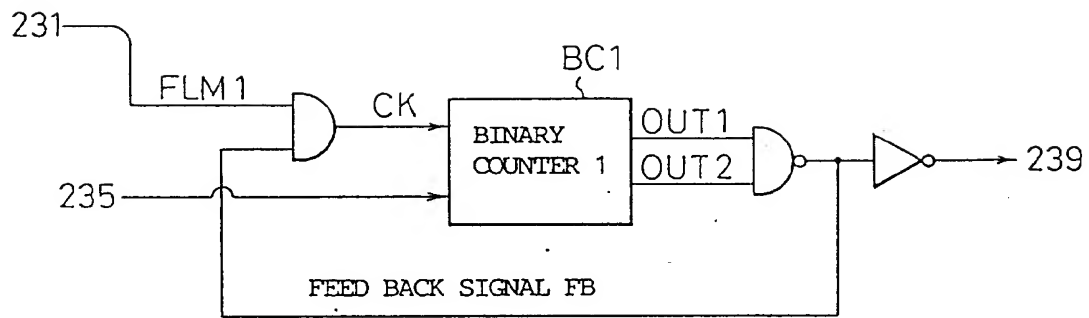 231
FLM1
CK
BC1
BINARY
COUNTER 1
OUT1
OUT2
239
235
FEED BACK SIGNAL FB